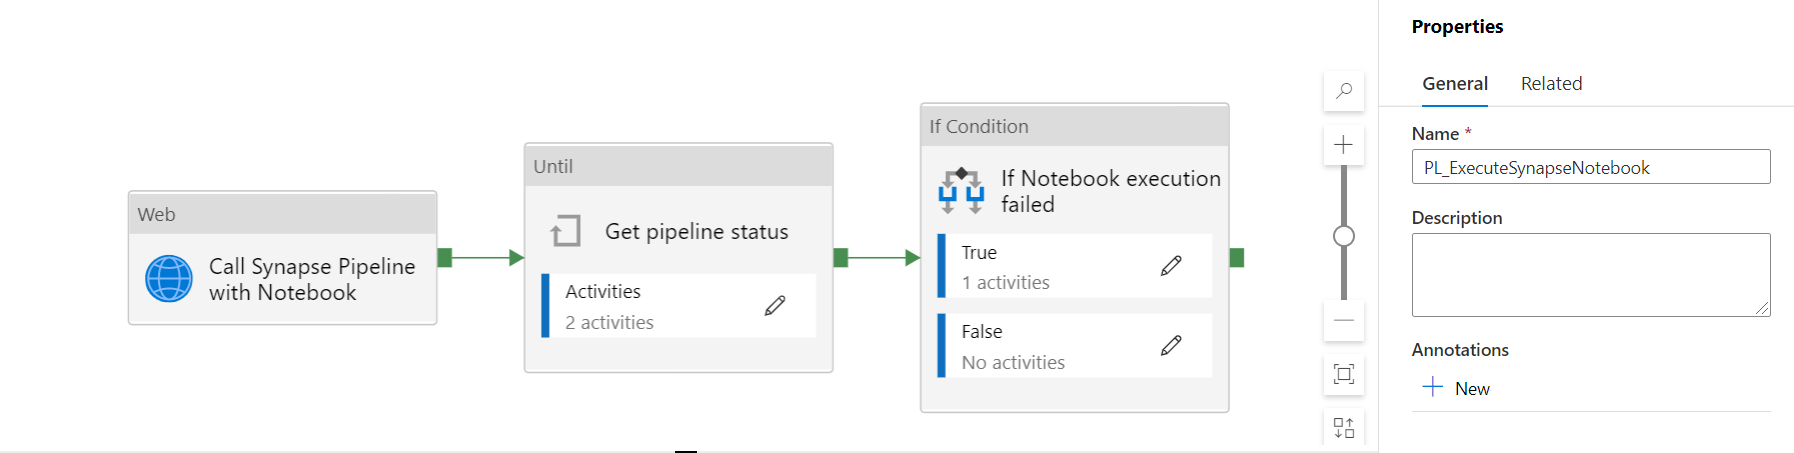 Web
Call Synapse Pipeline
with Notebook
Until
Get pipeline status
Activities
2 activities
If Condition
If Notebook execution
failed
True
1 activities
False
No activities
Properties
General
Related
Name *
PL_ExecuteSynapseNotebook
Description
Annotations
New